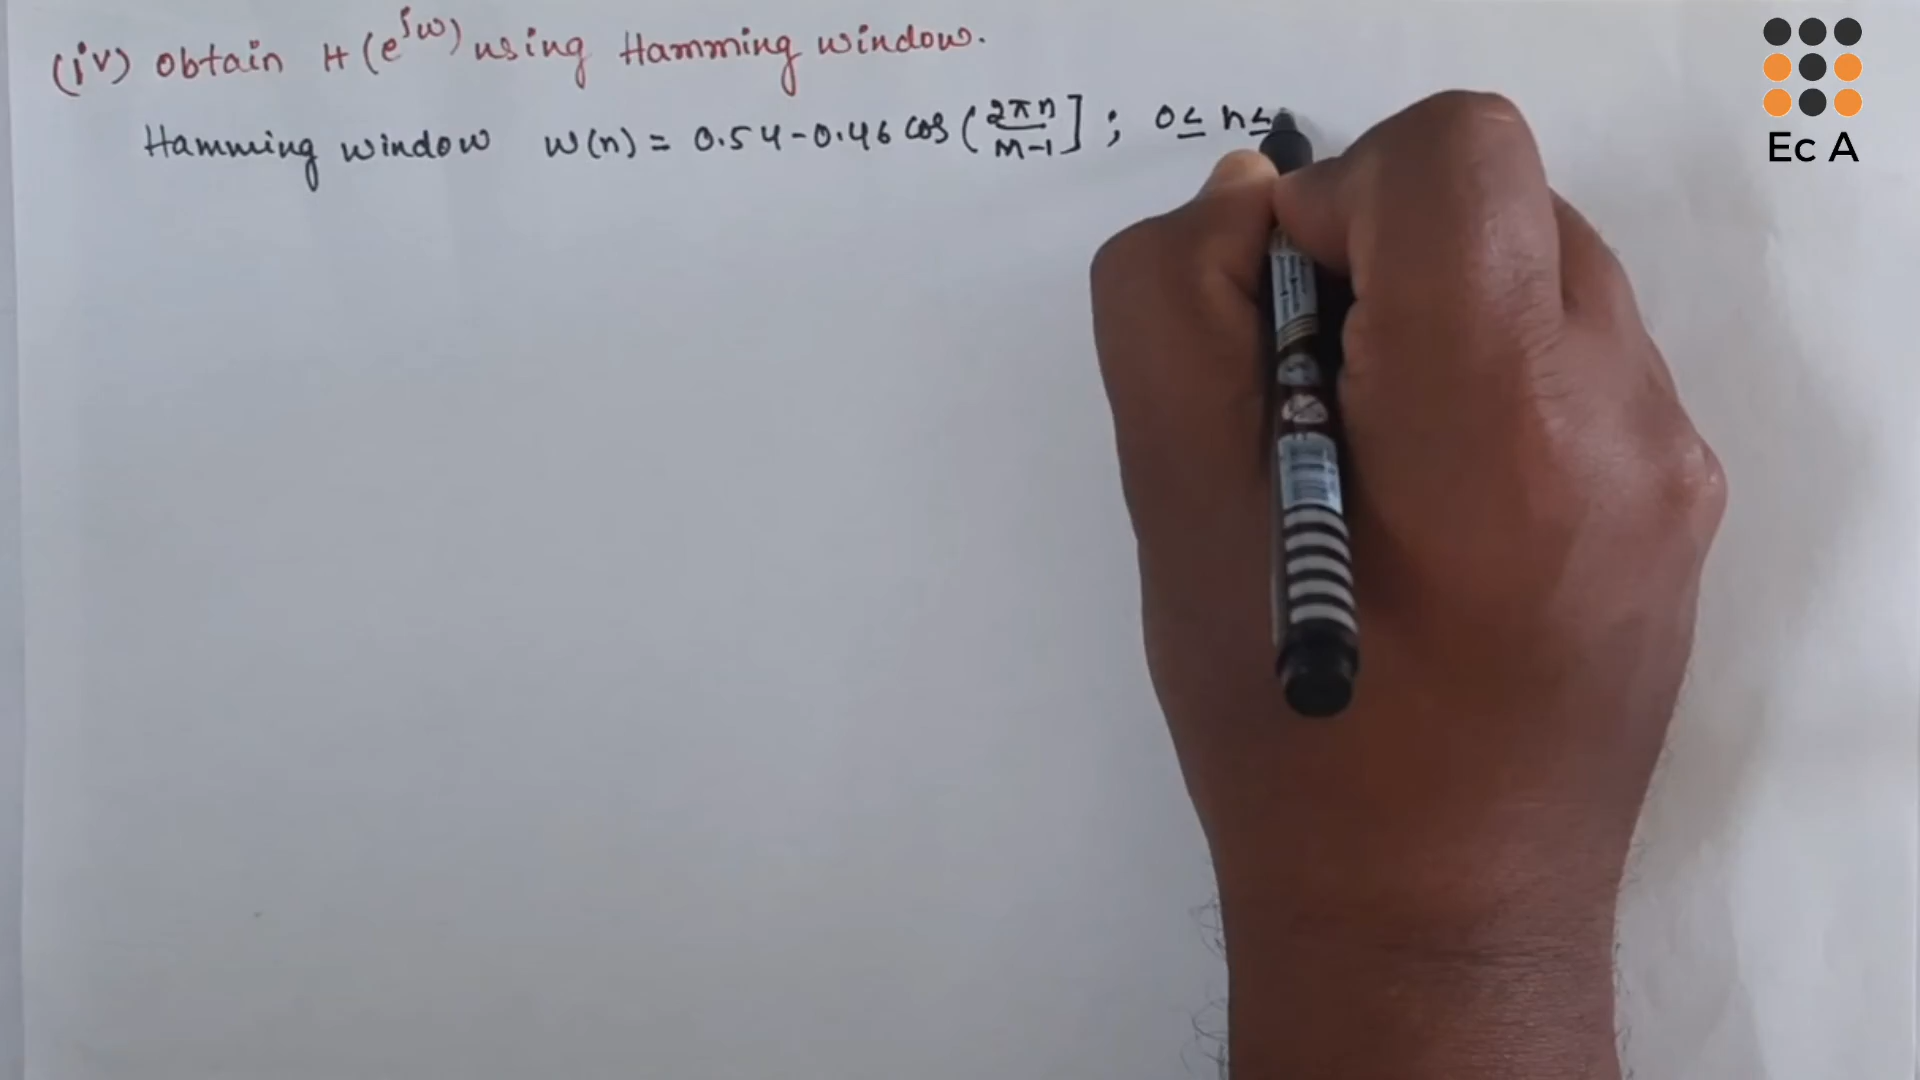 (iv) Obtain H(e^jω) using Hamming window.
Hamming window w(n) = 0.54-0.46 cos(2πn/M-1]; 0≤ n≤
Ec A